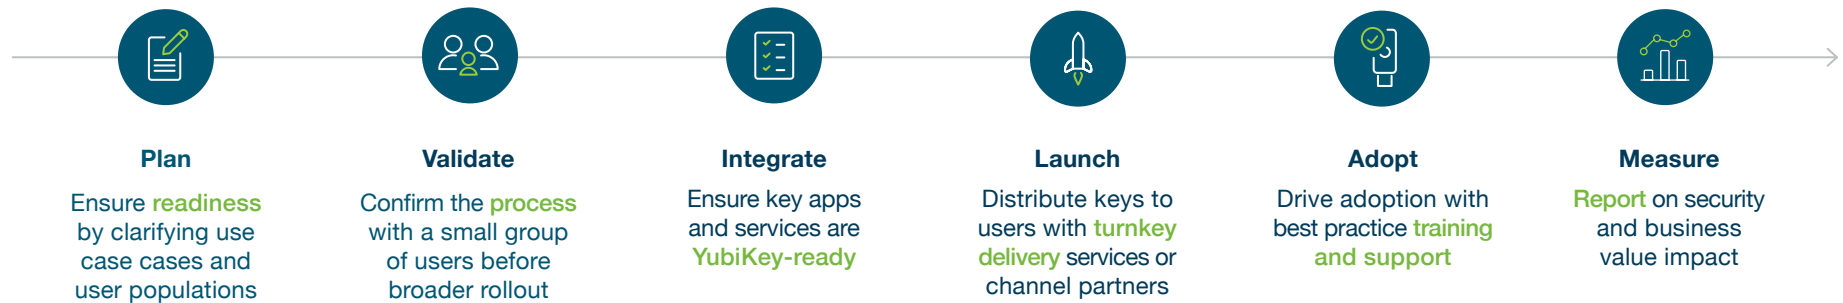 Plan
Ensure readiness
by clarifying use
case cases and
user populations
Validate
Confirm the process
with a small group
of users before
broader rollout
Integrate
Ensure key apps
and services are
YubiKey-ready
Launch
Distribute keys to
users with turnkey
delivery services or
channel partners
Adopt
Drive adoption with
best practice training
and support
Measure
Report on security
and business
value impact